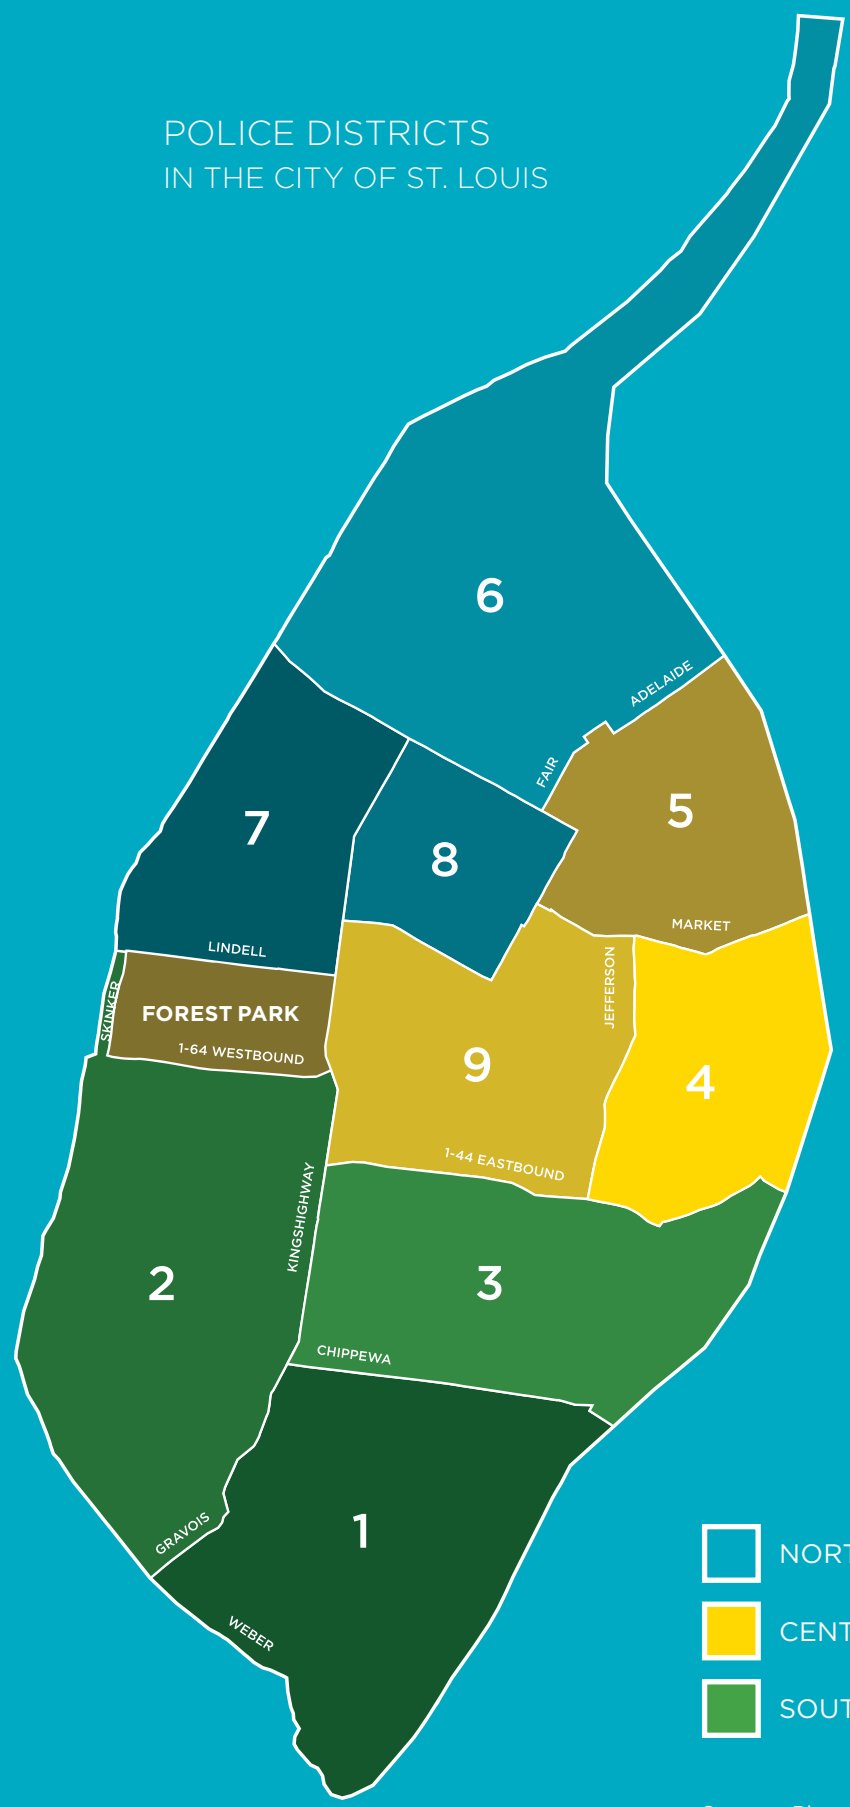 POLICE DISTRICTS
IN THE CITY OF ST. LOUIS
6
ADELAIDE
FAIR
5
7
8
MARKET
LINDELL
JEFFERSON
SKINKER
FOREST PARK
1-64 WESTBOUND
9
4
1-44 EASTBOUND
KINGSHIGHWAY
2
3
CHIPPEWA
1
GRAVOIS
WEBER
NORT
CENT
SOUT